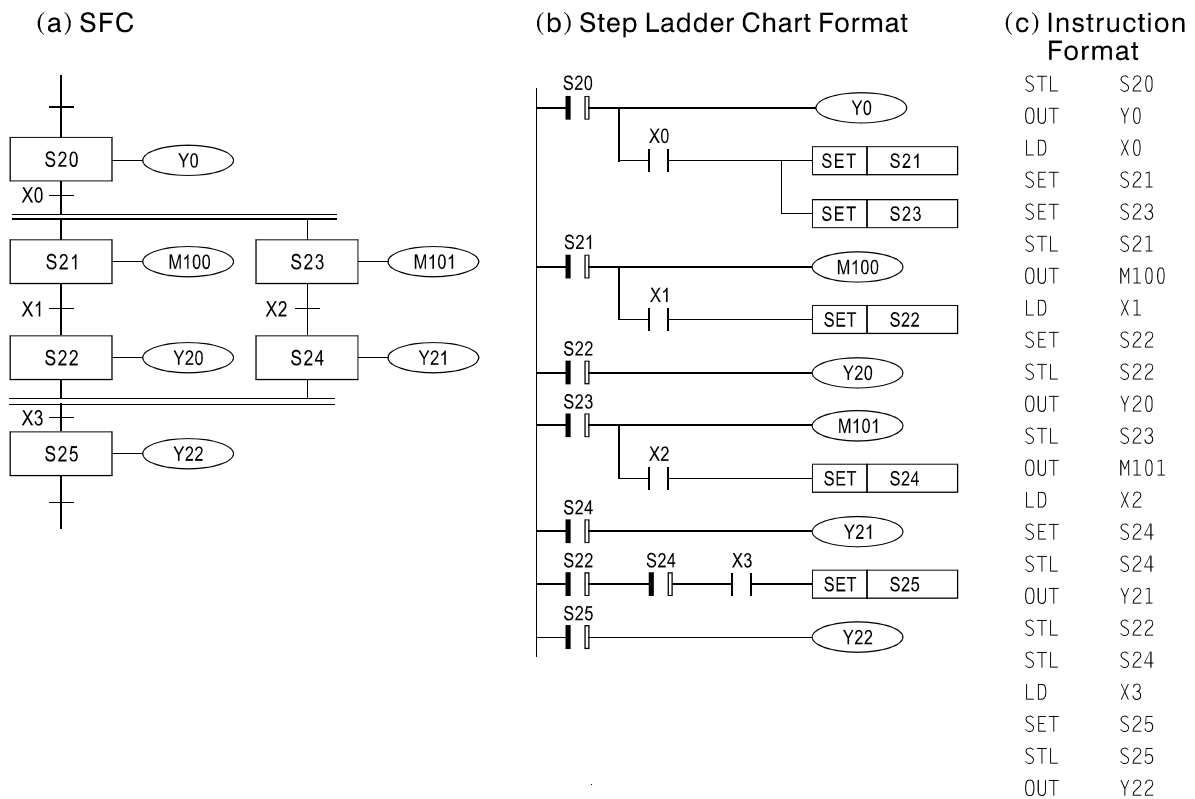 (a) SFC
S20 Y0
X0
S21 M100 S23 M101
X1 X2
S22 Y20 S24 Y21
X3
S25 Y22
(b) Step Ladder Chart Format
S20
Y0
X0
SET S21
SET S23
S21
M100
X1
SET S22
S22
Y20
S23
M101
X2
SET S24
S24
Y21
S22 S24 X3
SET S25
S25
Y22
(c) Instruction
Format
STL S20
OUT Y0
LD X0
SET S21
SET S23
STL S21
OUT M100
LD X1
SET S22
STL S22
OUT Y20
STL S23
OUT M101
LD X2
SET S24
STL S24
OUT Y21
STL S22
STL S24
LD X3
SET S25
STL S25
OUT Y22